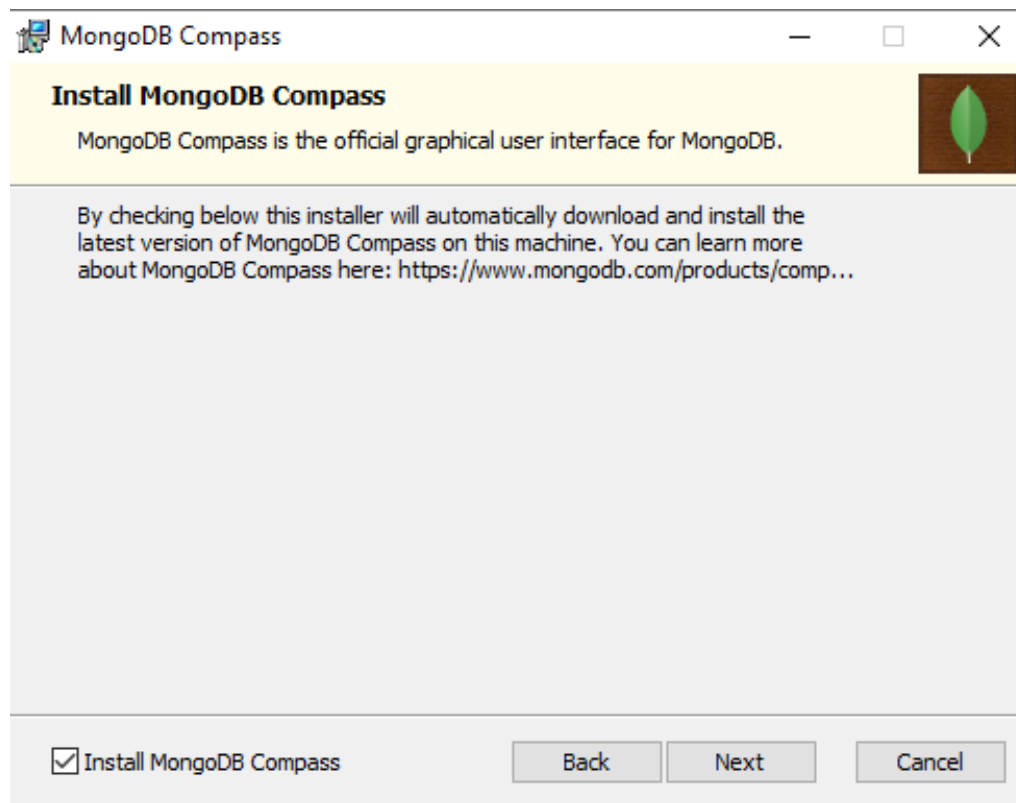 MongoDB Compass
Install MongoDB Compass
MongoDB Compass is the official graphical user interface for MongoDB.
By checking below this installer will automatically download and install the
latest version of MongoDB Compass on this machine. You can learn more
about MongoDB Compass here: https://www.mongodb.com/products/comp...
Install MongoDB Compass
Back
Next
Cancel